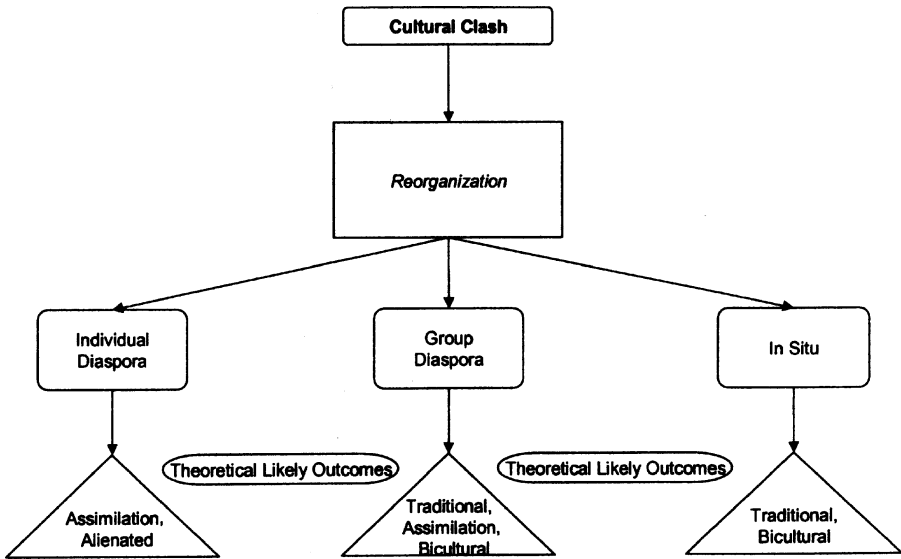 Cultural Clash
Reorganization
Individual
Diaspora
Group
Diaspora
In Situ
Theoretical Likely Outcomes
Theoretical Likely Outcomes
Assimilation,
Alienated
Traditional,
Assimilation,
Bicultural
Traditional,
Bicultural